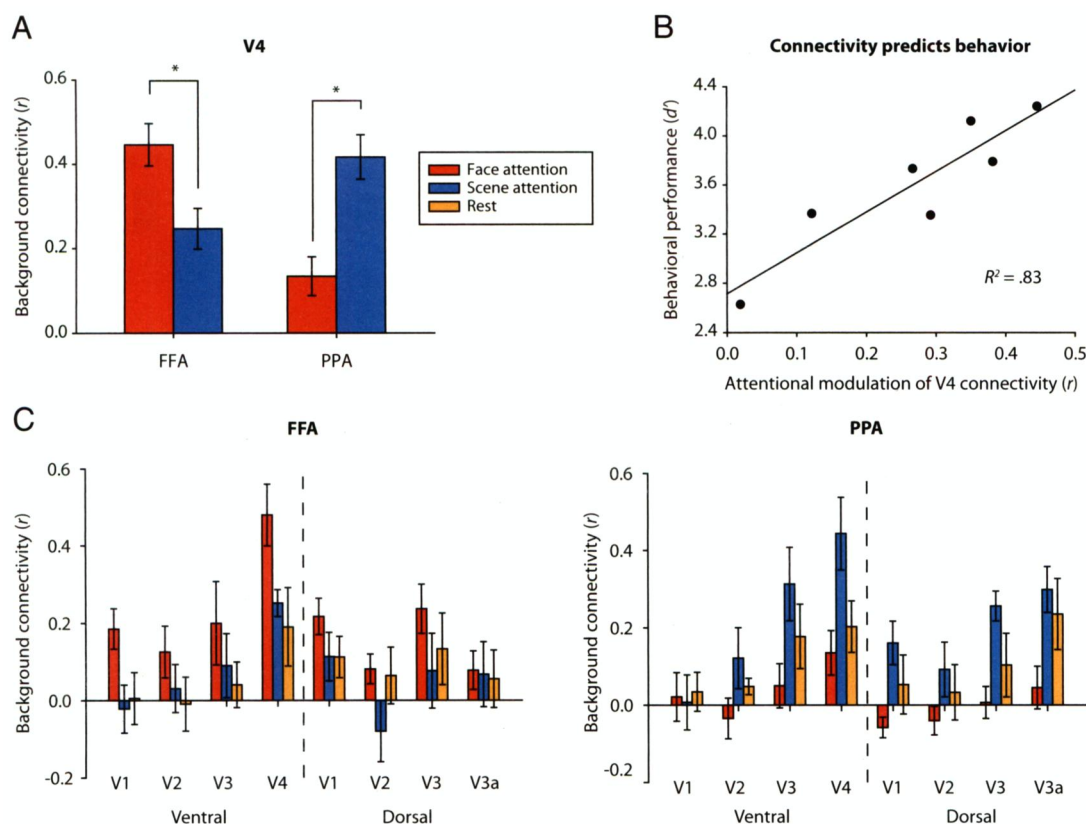 A
V4
Background connectivity (r)
0.6
0.4
0.2
0.0
*
*
FFA
PPA
Face attention
Scene attention
Rest
B
Connectivity predicts behavior
Behavioral performance (d′)
4.4
4.0
3.6
3.2
2.8
2.4
R² = .83
0.0 0.1 0.2 0.3 0.4 0.5
Attentional modulation of V4 connectivity (r)
C
FFA
Background connectivity (r)
0.6
0.4
0.2
0.0
-0.2
V1 V2 V3 V4 V1 V2 V3 V3a
Ventral Dorsal
PPA
Background connectivity (r)
0.6
0.4
0.2
0.0
-0.2
V1 V2 V3 V4 V1 V2 V3 V3a
Ventral Dorsal